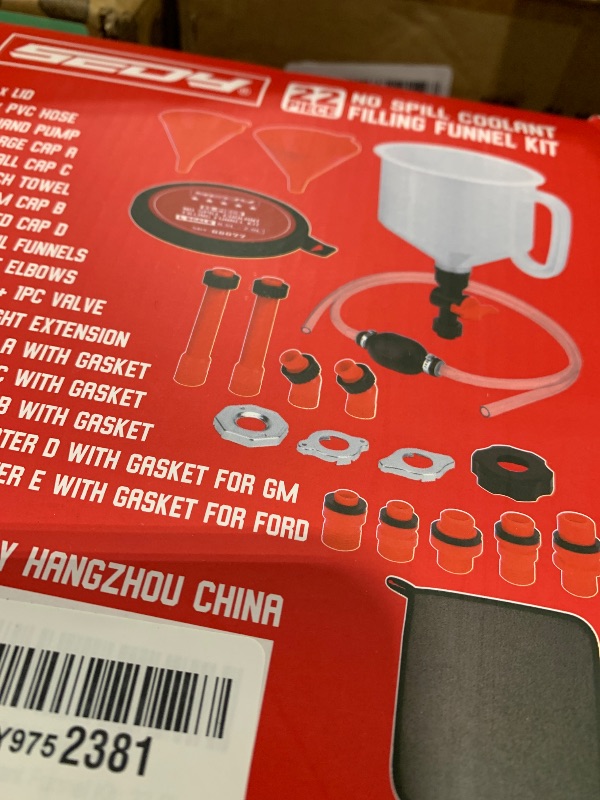 SEDY®
22 PIECE
NO SPILL COOLANT
FILLING FUNNEL KIT
x LID
PVC HOSE
HAND PUMP
RGE CAP A
ALL CAP C
CH TOWEL
M CAP B
ED CAP D
L FUNNELS
T ELBOWS
+ 1PC VALVE
GHT EXTENSION
A WITH GASKET
C WITH GASKET
B WITH GASKET
TER D WITH GASKET FOR GM
ER E WITH GASKET FOR FORD
Y HANGZHOU CHINA
Y975 2381